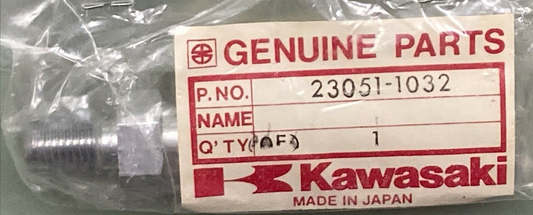 GENUINE PARTS
P.NO. 23051-1032
NAME
Q'TY 1
Kawasaki
MADE IN JAPAN